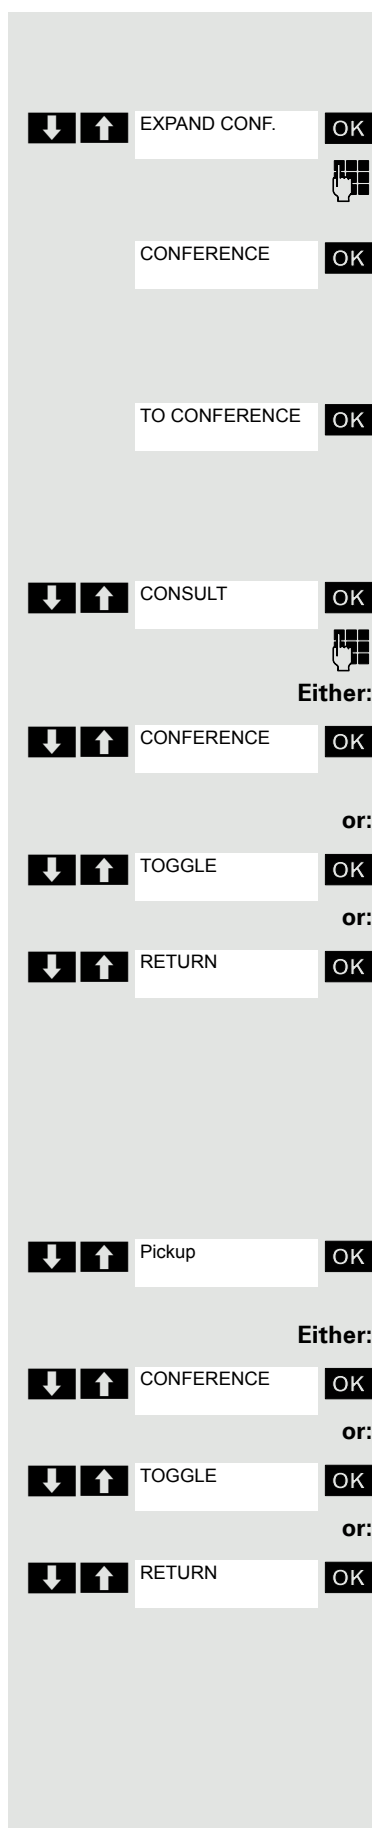 EXPAND CONF. OK
CONFERENCE OK
TO CONFERENCE OK
CONSULT OK
Either:
CONFERENCE OK
or:
TOGGLE OK
or:
RETURN OK
Pickup OK
Either:
CONFERENCE OK
or:
TOGGLE OK
or:
RETURN OK